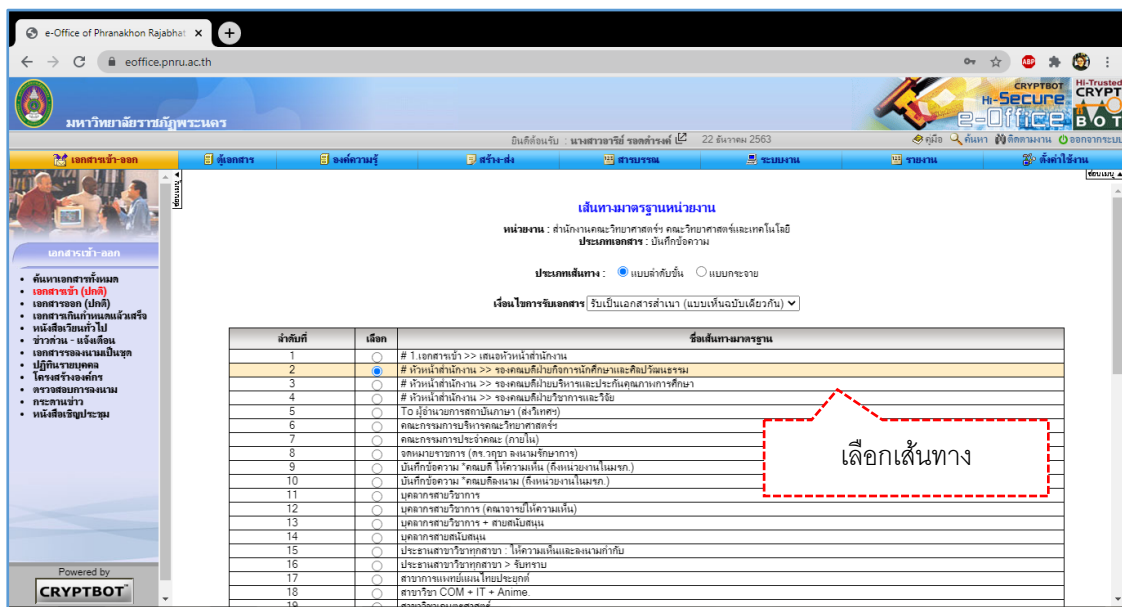 e-Office of Phranakhon Rajabhat
eoffice.pnru.ac.th
ABP
มหาวิทยาลัยราชภัฏพระนคร
CRYPTBOT
Hi-Secure
e-Office
Hi-Trusted
CRYPT
BOT
ยินดีต้อนรับ : นางสาวอารีย์ รอดดำรงค์ 22 ธันวาคม 2563
คู่มือ ค้นหา ติดตามงาน ออกจากระบบ
เอกสารเข้า-ออก ตู้เอกสาร องค์ความรู้ สร้าง-ส่ง สารบรรณ ระบบงาน รายงาน ตั้งค่าใช้งาน
ซ่อนเมนู
ซ่อนเมนู
เอกสารเข้า-ออก
ค้นหาเอกสารทั้งหมด
เอกสารเข้า (ปกติ)
เอกสารออก (ปกติ)
เอกสารเกินกำหนดแล้วเสร็จ
หนังสือเวียนทั่วไป
ข่าวด่วน - แจ้งเตือน
เอกสารรอลงนามเป็นชุด
ปฏิทินรายบุคคล
โครงสร้างองค์กร
ตรวจสอบการลงนาม
กระดานข่าว
หนังสือเชิญประชุม
Powered by
CRYPTBOT
เส้นทางมาตรฐานหน่วยงาน
หน่วยงาน : สำนักงานคณะวิทยาศาสตร์ฯ คณะวิทยาศาสตร์และเทคโนโลยี
ประเภทเอกสาร : บันทึกข้อความ
ประเภทเส้นทาง : แบบลำดับชั้น แบบกระจาย
เงื่อนไขการรับเอกสาร รับเป็นเอกสารสำเนา (แบบเห็นฉบับเดียวกัน)
ลำดับที่ เลือก ชื่อเส้นทางมาตรฐาน
1 # 1.เอกสารเข้า >> เสนอหัวหน้าสำนักงาน
2 # หัวหน้าสำนักงาน >> รองคณบดีฝ่ายกิจการนักศึกษาและศิลปวัฒนธรรม
3 # หัวหน้าสำนักงาน >> รองคณบดีฝ่ายบริหารและประกันคุณภาพการศึกษา
4 # หัวหน้าสำนักงาน >> รองคณบดีฝ่ายวิชาการและวิจัย
5 To ผู้อำนวยการสถาบันภาษา (ส่งวิเทศฯ)
6 คณะกรรมการบริหารคณะวิทยาศาสตร์ฯ
7 คณะกรรมการประจำคณะ (ภายใน)
8 จดหมายราชการ (ดร.วฤชา ลงนามรักษาการ)
9 บันทึกข้อความ "คณบดี ให้ความเห็น (ถึงหน่วยงานในมรภ.)
10 บันทึกข้อความ "คณบดีลงนาม (ถึงหน่วยงานในมรภ.)
11 บุคลากรสายวิชาการ
12 บุคลากรสายวิชาการ (คณาจารย์ให้ความเห็น)
13 บุคลากรสายวิชาการ + สายสนับสนุน
14 บุคลากรสายสนับสนุน
15 ประธานสาขาวิชาทุกสาขา : ให้ความเห็นและลงนามกำกับ
16 ประธานสาขาวิชาทุกสาขา > รับทราบ
17 สาขาการแพทย์แผนไทยประยุกต์
18 สาขาวิชา COM + IT + Anime.
19 สาขาวิชาเกษตรศาสตร์
เลือกเส้นทาง